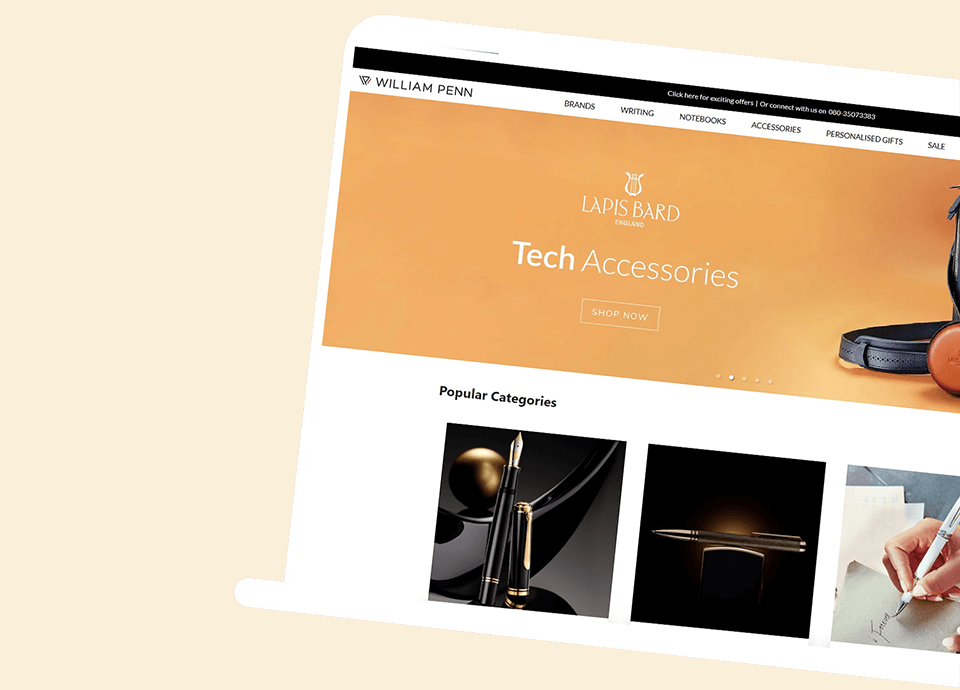 Click here for exciting offers | Or connect with us on 080-35073383
WILLIAM PENN
BRANDS WRITING NOTEBOOKS ACCESSORIES PERSONALISED GIFTS SALE
LAPIS BARD
ENGLAND
Tech Accessories
SHOP NOW
Popular Categories